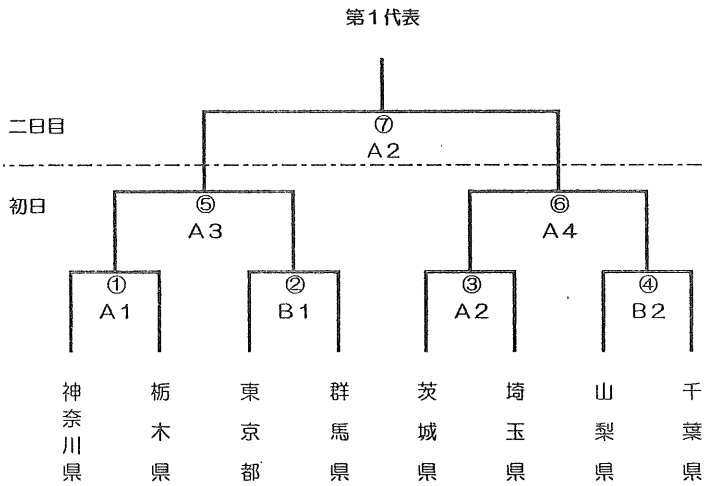 第1代表
二日目
⑦
A2
初日
⑤
A3
⑥
A4
①
A1
②
B1
③
A2
④
B2
神奈川県
栃木県
東京都
群馬県
茨城県
埼玉県
山梨県
千葉県